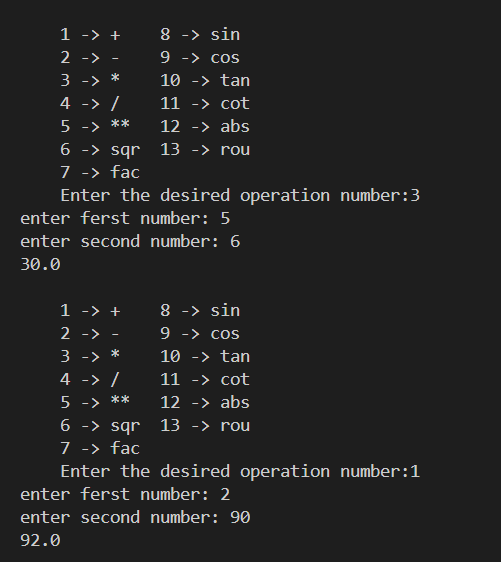 1 -> +    8 -> sin
2 -> -    9 -> cos
3 -> *    10 -> tan
4 -> /    11 -> cot
5 -> **   12 -> abs
6 -> sqr  13 -> rou
7 -> fac
Enter the desired operation number:3
enter ferst number: 5
enter second number: 6
30.0
1 -> +    8 -> sin
2 -> -    9 -> cos
3 -> *    10 -> tan
4 -> /    11 -> cot
5 -> **   12 -> abs
6 -> sqr  13 -> rou
7 -> fac
Enter the desired operation number:1
enter ferst number: 2
enter second number: 90
92.0